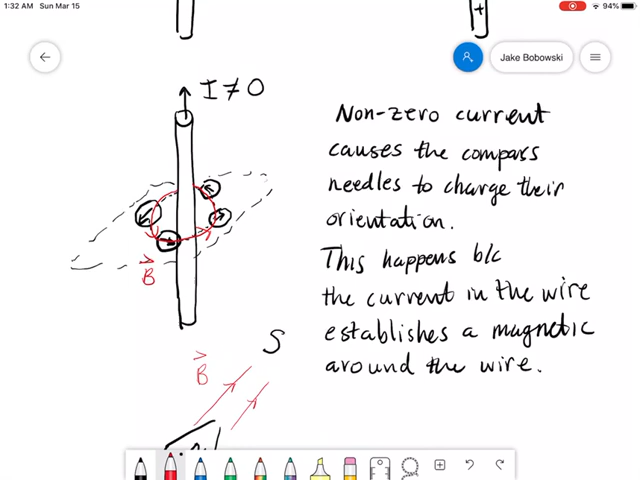 1:32 AM Sun Mar 15
94%
+
Jake Bobowski
I ≠ 0
Non-zero current
causes the compass
needles to change their
orientation.
This happens b/c
the current in the wire
establishes a magnetic
around the wire.
B
S
B